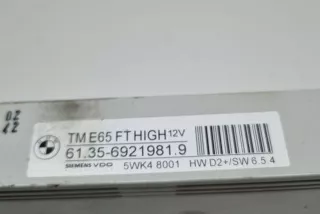 TM E65 FT HIGH 12V
61.35-6921981.9
SIEMENS VDO
5WK4 8001 HW D2+/SW 6.5.4